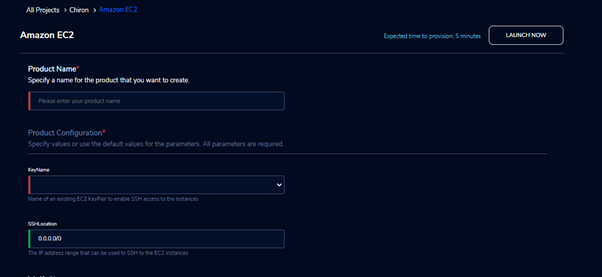 All Projects > Chiron > Amazon EC2
Amazon EC2
Expected time to provision: 5 minutes
LAUNCH NOW
Product Name*
Specify a name for the product that you want to create.
Please enter your product name
Product Configuration*
Specify values or use the default values for the parameters. All parameters are required.
KeyName
Name of an existing EC2 KeyPair to enable SSH access to the instances
SSHLocation
0.0.0.0/0
The IP address range that can be used to SSH to the EC2 instances